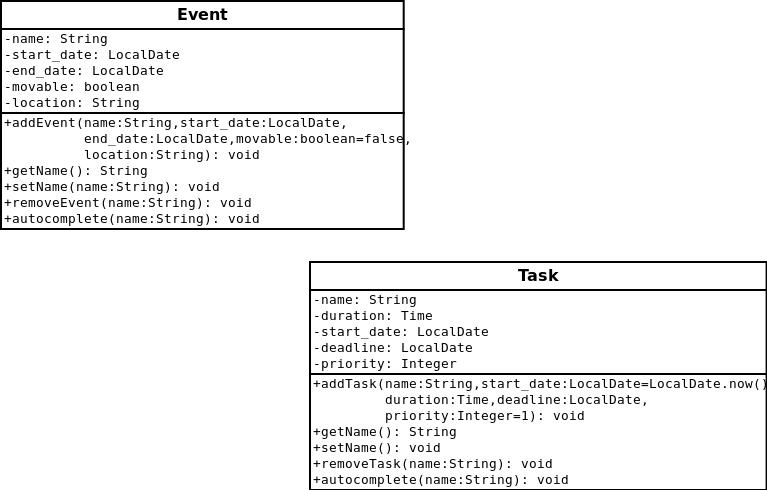 Event
-name: String
-start_date: LocalDate
-end_date: LocalDate
-movable: boolean
-location: String
+addEvent(name:String,start_date:LocalDate,
end_date:LocalDate,movable:boolean=false,
location:String): void
+getName(): String
+setName(name:String): void
+removeEvent(name:String): void
+autocomplete(name:String): void
Task
-name: String
-duration: Time
-start_date: LocalDate
-deadline: LocalDate
-priority: Integer
+addTask(name:String,start_date:LocalDate=LocalDate.now()
duration:Time,deadline:LocalDate,
priority:Integer=1): void
+getName(): String
+setName(): void
+removeTask(name:String): void
+autocomplete(name:String): void